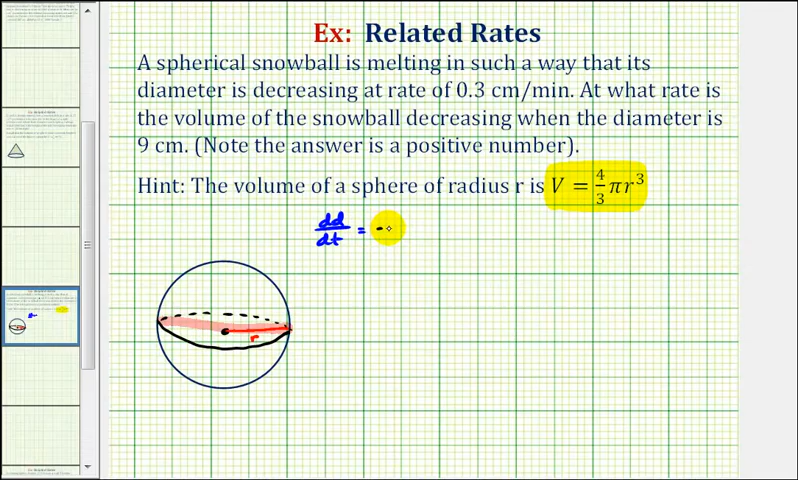 Ex: Related Rates
A spherical snowball is melting in such a way that its
diameter is decreasing at rate of 0.3 cm/min. At what rate is
the volume of the snowball decreasing when the diameter is
9 cm. (Note the answer is a positive number).
Hint: The volume of a sphere of radius r is V = 4/3 πr³
dd/dt = -
r